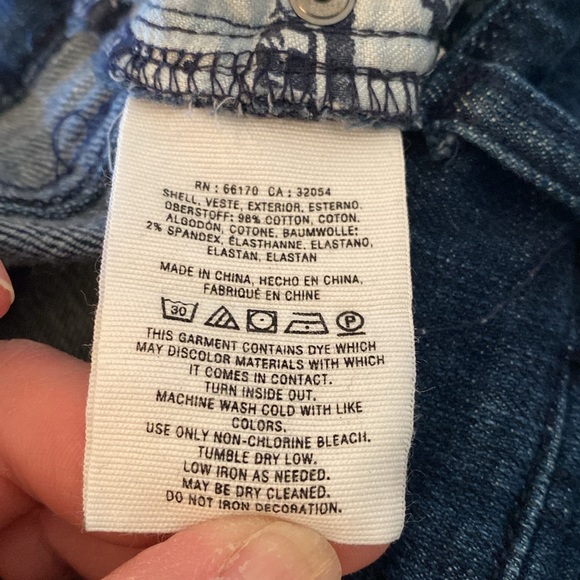 RN : 66170 CA : 32054
SHELL, VESTE, EXTERIOR, ESTERNO,
OBERSTOFF: 98% COTTON, COTON,
ALGODÓN, COTONE, BAUMWOLLE;
2% SPANDEX, ÉLASTHANNE, ELASTANO,
ELASTAN, ELASTAN
MADE IN CHINA, HECHO EN CHINA,
FABRIQUÉ EN CHINE
30 P
THIS GARMENT CONTAINS DYE WHICH
MAY DISCOLOR MATERIALS WITH WHICH
IT COMES IN CONTACT.
TURN INSIDE OUT.
MACHINE WASH COLD WITH LIKE
COLORS.
USE ONLY NON-CHLORINE BLEACH.
TUMBLE DRY LOW.
LOW IRON AS NEEDED.
MAY BE DRY CLEANED.
DO NOT IRON DECORATION.